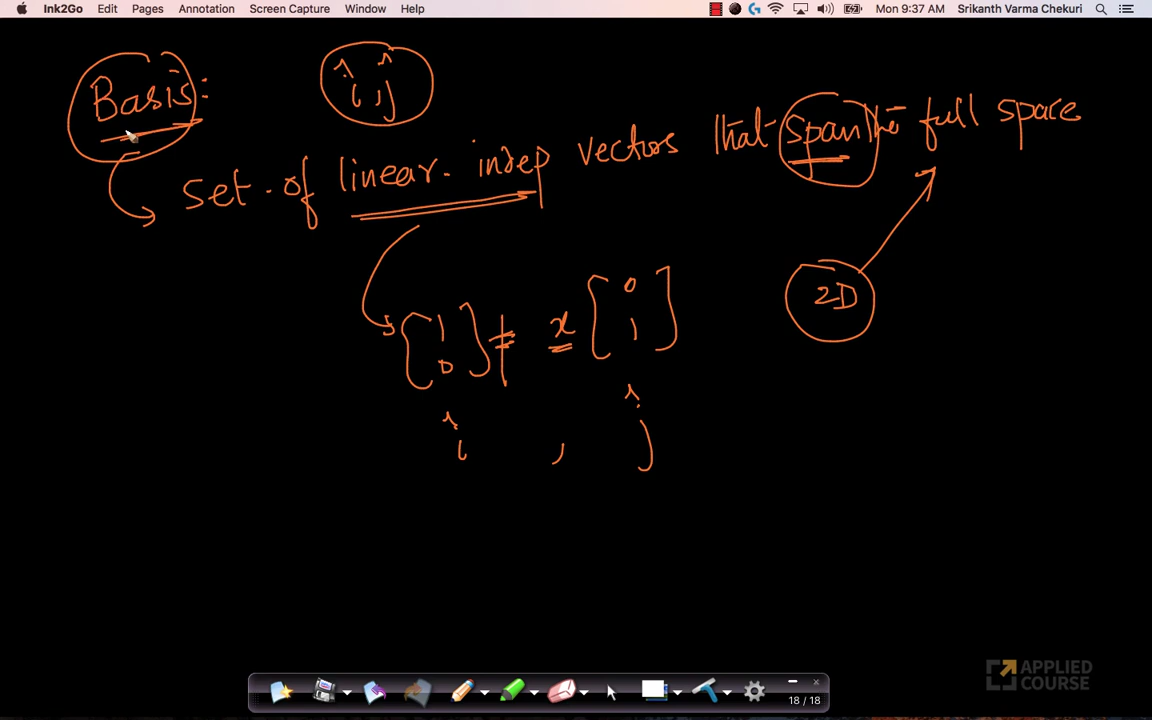 Ink2Go Edit Pages Annotation Screen Capture Window Help Mon 9:37 AM Srikanth Varma Chekuri
Basis: î ĵ
set of linear indep vectors that span the full space
2D
[1 0] ≠ x [0 1]
î , ĵ
18 / 18
APPLIED
COURSE